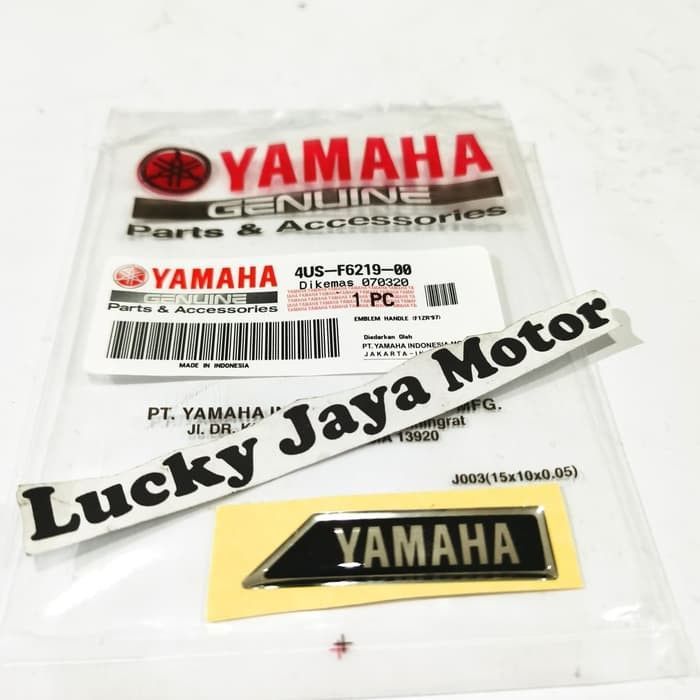 YAMAHA
GENUINE
Parts & Accessories
YAMAHA
GENUINE
Parts & Accessories
4US-F6219-00
Dikemas 070320
1 PC
EMBLEM HANDLE (F1ZR'97)
Diedarkan Oleh
PT. YAMAHA INDONESIA
JAKARTA-
MADE IN INDONESIA
Lucky Jaya Motor
PT. YAMAHA MFG.
Jl. DR.
13920
J003(15x10x0.05)
YAMAHA